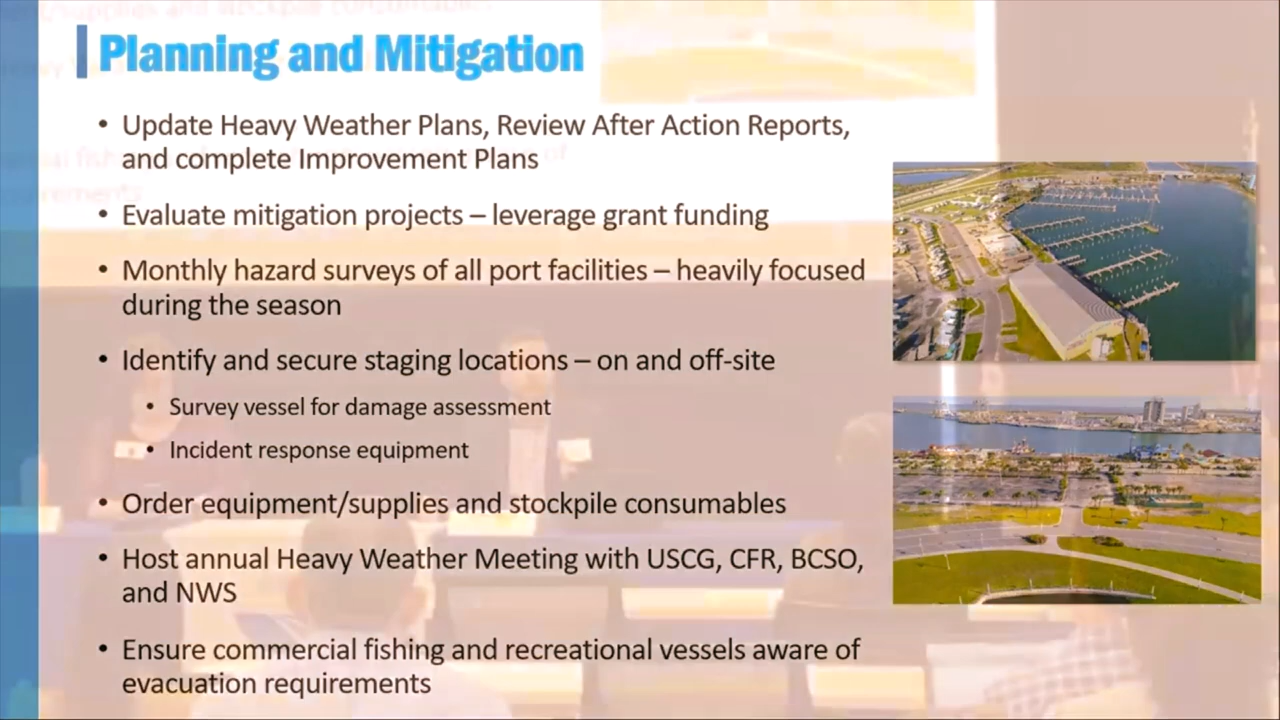 Planning and Mitigation
• Update Heavy Weather Plans, Review After Action Reports,
and complete Improvement Plans
• Evaluate mitigation projects – leverage grant funding
• Monthly hazard surveys of all port facilities – heavily focused
during the season
• Identify and secure staging locations – on and off-site
• Survey vessel for damage assessment
• Incident response equipment
• Order equipment/supplies and stockpile consumables
• Host annual Heavy Weather Meeting with USCG, CFR, BCSO,
and NWS
• Ensure commercial fishing and recreational vessels aware of
evacuation requirements